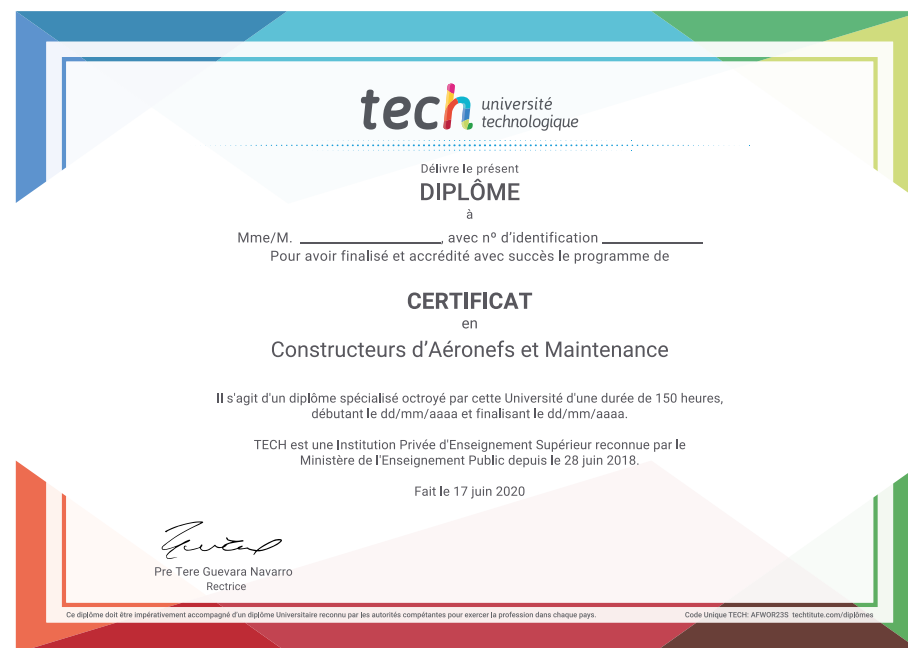 tech université
technologique
Délivre le présent
DIPLÔME
à
Mme/M. ____________________, avec nº d'identification ______________
Pour avoir finalisé et accrédité avec succès le programme de
CERTIFICAT
en
Constructeurs d'Aéronefs et Maintenance
Il s'agit d'un diplôme spécialisé octroyé par cette Université d'une durée de 150 heures,
débutant le dd/mm/aaaa et finalisant le dd/mm/aaaa.
TECH est une Institution Privée d'Enseignement Supérieur reconnue par le
Ministère de l'Enseignement Public depuis le 28 juin 2018.
Fait le 17 juin 2020
Pre Tere Guevara Navarro
Rectrice
Ce diplôme doit être impérativement accompagné d'un diplôme Universitaire reconnu par les autorités compétantes pour exercer la profession dans chaque pays.
Code Unique TECH: AFWOR23S techtitute.com/diplômes